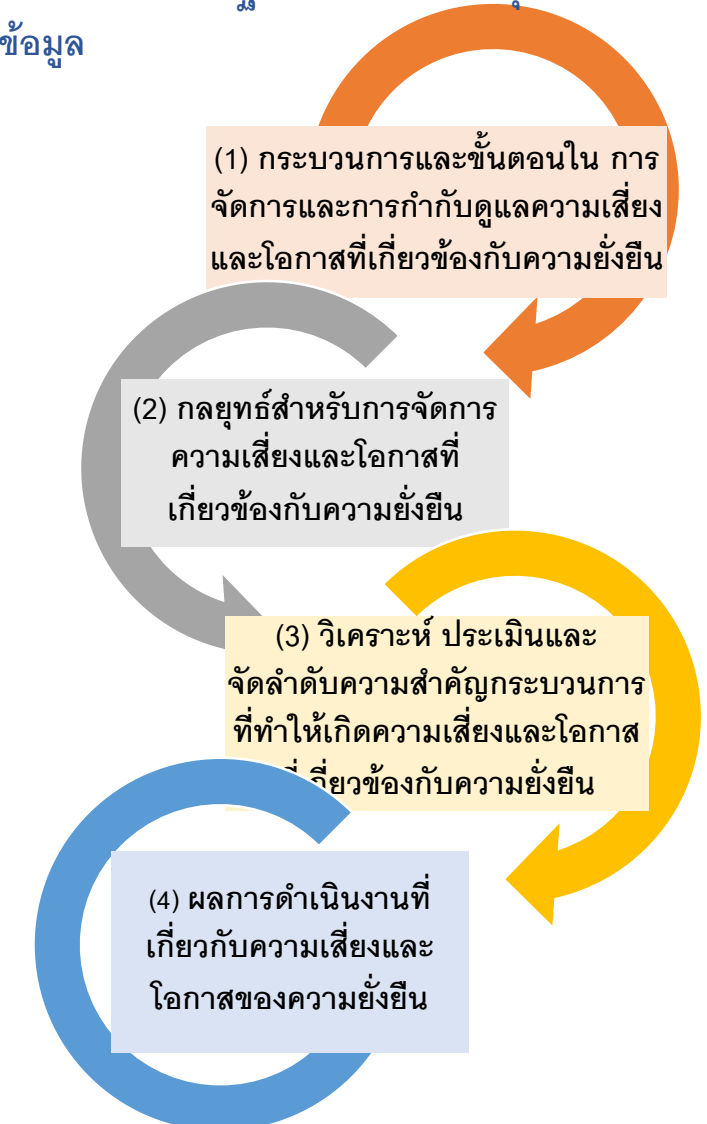 ข้อมูล
(1) กระบวนการและขั้นตอนใน การ
จัดการและการกำกับดูแลความเสี่ยง
และโอกาสที่เกี่ยวข้องกับความยั่งยืน
(2) กลยุทธ์สำหรับการจัดการ
ความเสี่ยงและโอกาสที่
เกี่ยวข้องกับความยั่งยืน
(3) วิเคราะห์ ประเมินและ
จัดลำดับความสำคัญกระบวนการ
ที่ทำให้เกิดความเสี่ยงและโอกาส
ที่เกี่ยวข้องกับความยั่งยืน
(4) ผลการดำเนินงานที่
เกี่ยวกับความเสี่ยงและ
โอกาสของความยั่งยืน